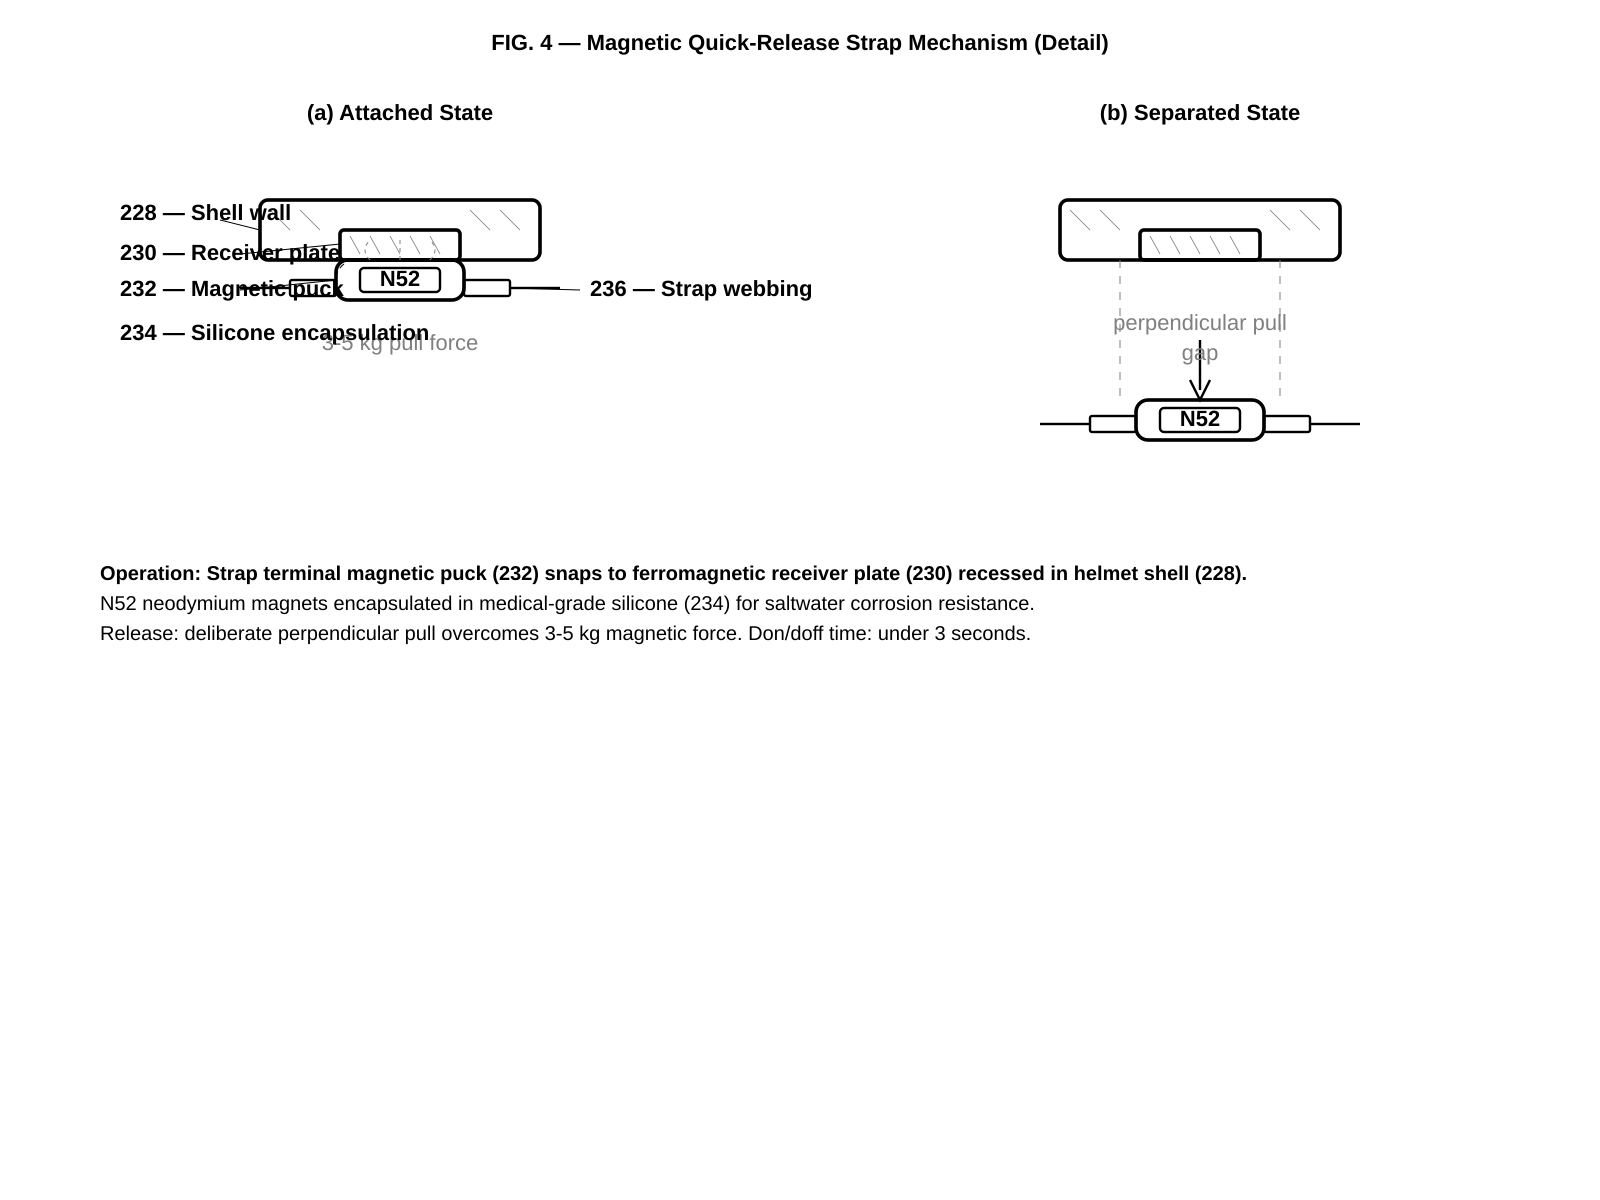 FIG. 4 — Magnetic Quick-Release Strap Mechanism (Detail)
(a) Attached State
(b) Separated State
228 — Shell wall
230 — Receiver plate
232 — Magnetic puck
N52
236 — Strap webbing
234 — Silicone encapsulation
3-5 kg pull force
perpendicular pull
gap
N52
Operation: Strap terminal magnetic puck (232) snaps to ferromagnetic receiver plate (230) recessed in helmet shell (228).
N52 neodymium magnets encapsulated in medical-grade silicone (234) for saltwater corrosion resistance.
Release: deliberate perpendicular pull overcomes 3-5 kg magnetic force. Don/doff time: under 3 seconds.